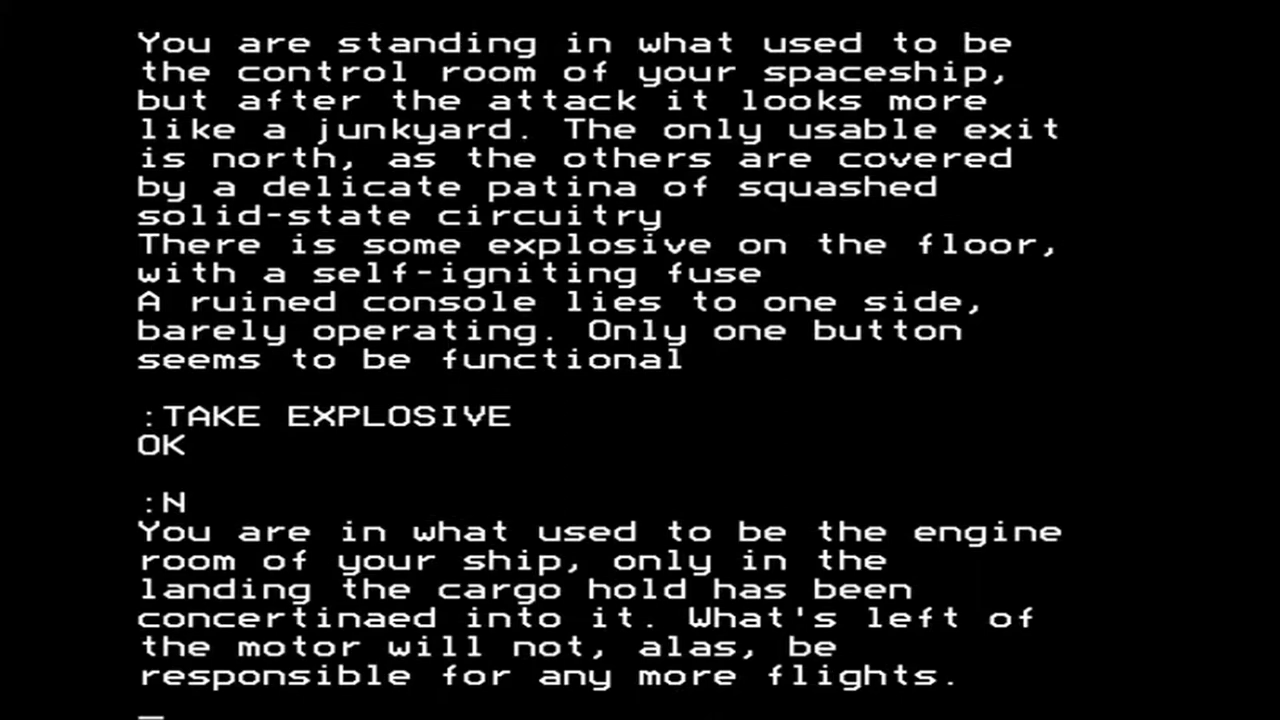 You are standing in what used to be
the control room of your spaceship,
but after the attack it looks more
like a junkyard. The only usable exit
is north, as the others are covered
by a delicate patina of squashed
solid-state circuitry
There is some explosive on the floor,
with a self-igniting fuse
A ruined console lies to one side,
barely operating. Only one button
seems to be functional
:TAKE EXPLOSIVE
OK
:N
You are in what used to be the engine
room of your ship, only in the
landing the cargo hold has been
concertinaed into it. What's left of
the motor will not, alas, be
responsible for any more flights.